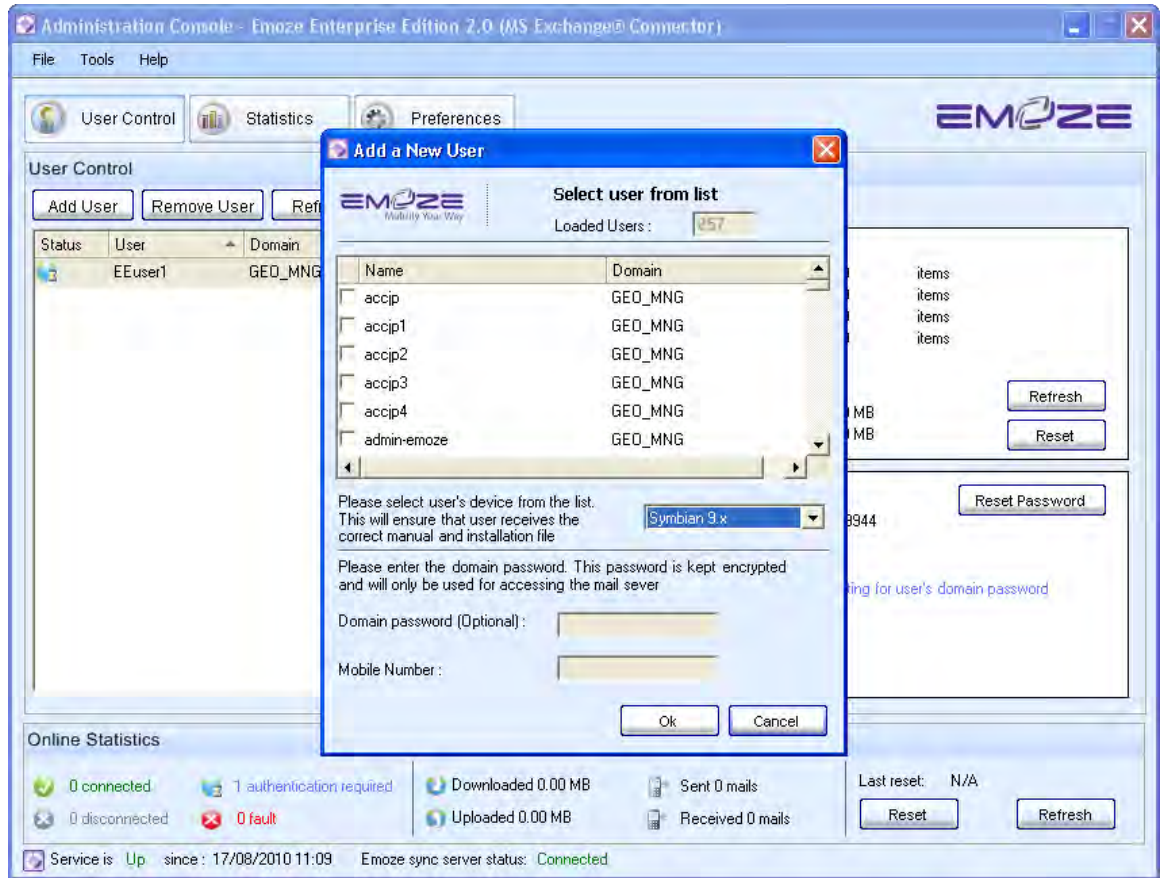 Administration Console - Emoze Enterprise Edition 2.0 (MS Exchange® Connector)
File Tools Help
User Control Statistics Preferences
EMOZE
User Control
Add User Remove User Refr
Status User Domain
EEuser1 GEO_MNG
items
items
items
items
MB
MB
Refresh
Reset
Reset Password
3944
ting for user's domain password
Add a New User
EMOZE
Mobility Your Way
Select user from list
Loaded Users : 857
Name Domain
accjp GEO_MNG
accjp1 GEO_MNG
accjp2 GEO_MNG
accjp3 GEO_MNG
accjp4 GEO_MNG
admin-emoze GEO_MNG
Please select user's device from the list.
This will ensure that user receives the
correct manual and installation file
Symbian 9.x
Please enter the domain password. This password is kept encrypted
and will only be used for accessing the mail sever
Domain password (Optional) :
Mobile Number :
Ok Cancel
Online Statistics
0 connected 1 authentication required Downloaded 0.00 MB Sent 0 mails Last reset: N/A
0 disconnected 0 fault Uploaded 0.00 MB Received 0 mails Reset Refresh
Service is Up since : 17/08/2010 11:09 Emoze sync server status: Connected